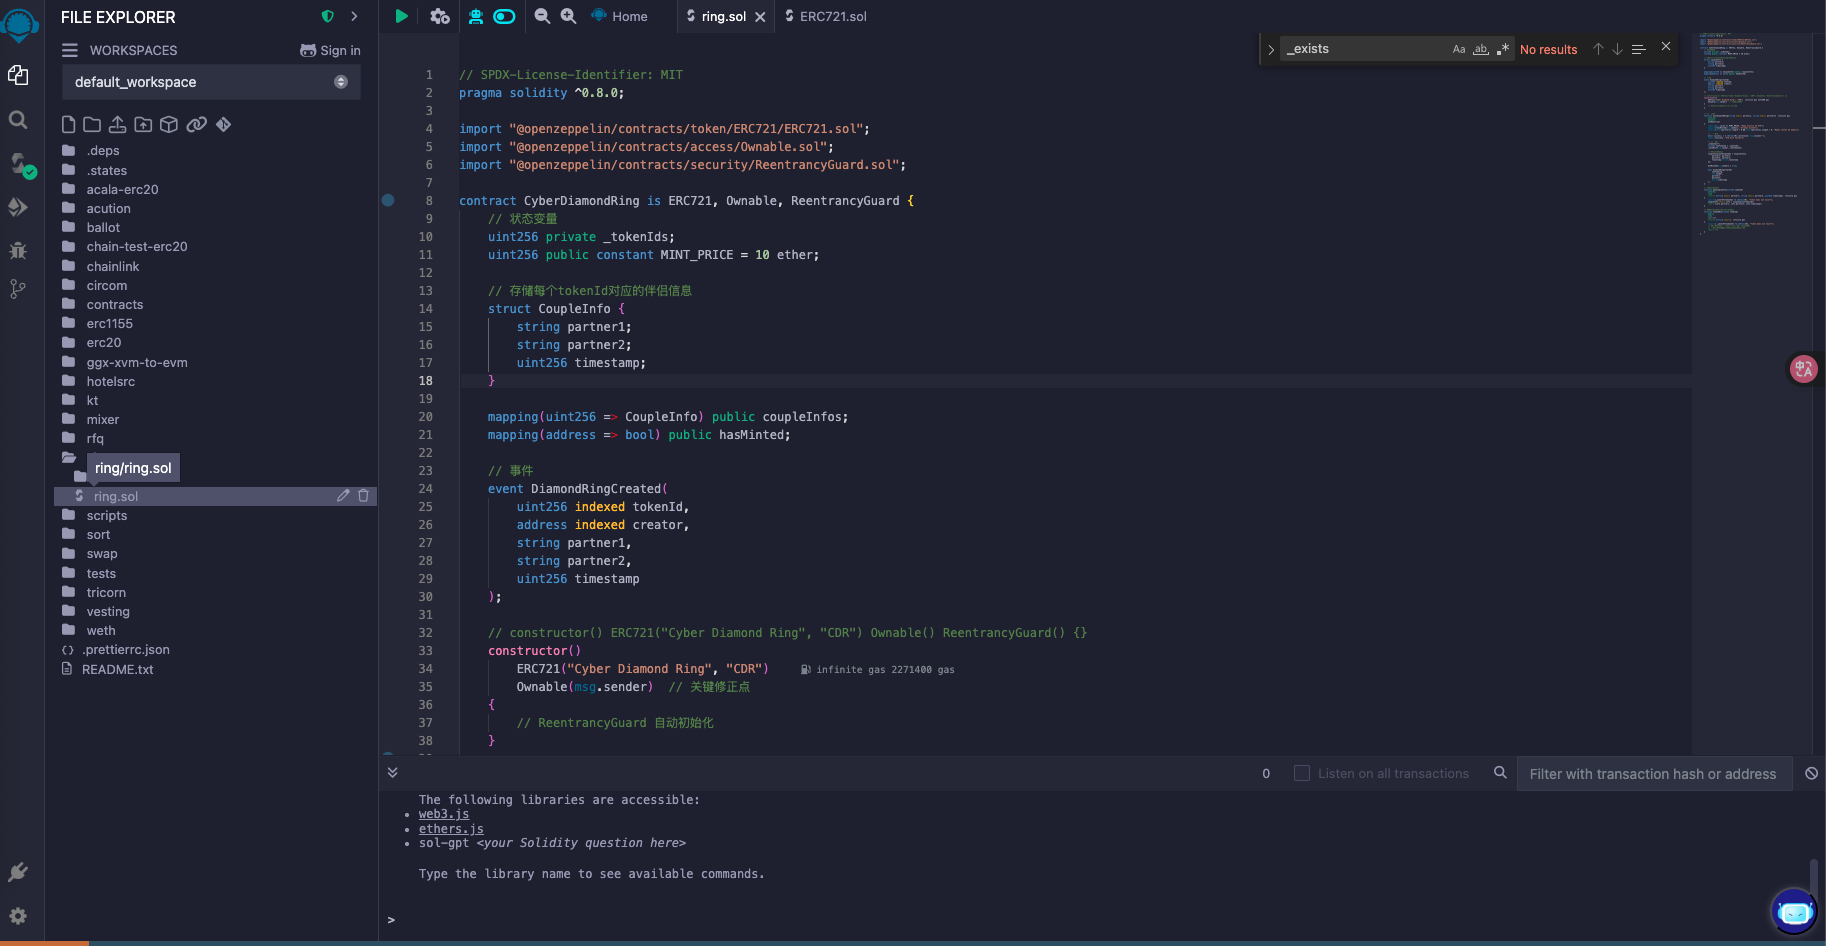 FILE EXPLORER
WORKSPACES
Sign in
default_workspace
.deps
.states
acala-erc20
acution
ballot
chain-test-erc20
chainlink
circom
contracts
erc1155
erc20
ggx-xvm-to-evm
hotelsrc
kt
mixer
rfq
ring/ring.sol
ring.sol
scripts
sort
swap
tests
tricorn
vesting
weth
.prettierrc.json
README.txt
Home
ring.sol
ERC721.sol
_exists
Aa
ab
.*
No results
1 // SPDX-License-Identifier: MIT
2 pragma solidity ^0.8.0;
3
4 import "@openzeppelin/contracts/token/ERC721/ERC721.sol";
5 import "@openzeppelin/contracts/access/Ownable.sol";
6 import "@openzeppelin/contracts/security/ReentrancyGuard.sol";
7
8 contract CyberDiamondRing is ERC721, Ownable, ReentrancyGuard {
9 // 状态变量
10 uint256 private _tokenIds;
11 uint256 public constant MINT_PRICE = 10 ether;
12
13 // 存储每个tokenId对应的伴侣信息
14 struct CoupleInfo {
15 string partner1;
16 string partner2;
17 uint256 timestamp;
18 }
19
20 mapping(uint256 => CoupleInfo) public coupleInfos;
21 mapping(address => bool) public hasMinted;
22
23 // 事件
24 event DiamondRingCreated(
25 uint256 indexed tokenId,
26 address indexed creator,
27 string partner1,
28 string partner2,
29 uint256 timestamp
30 );
31
32 // constructor() ERC721("Cyber Diamond Ring", "CDR") Ownable() ReentrancyGuard() {}
33 constructor()
34 ERC721("Cyber Diamond Ring", "CDR") infinite gas 2271400 gas
35 Ownable(msg.sender) // 关键修正点
36 {
37 // ReentrancyGuard 自动初始化
38 }
0
Listen on all transactions
Filter with transaction hash or address
The following libraries are accessible:
• web3.js
• ethers.js
• sol-gpt <your Solidity question here>
Type the library name to see available commands.
>